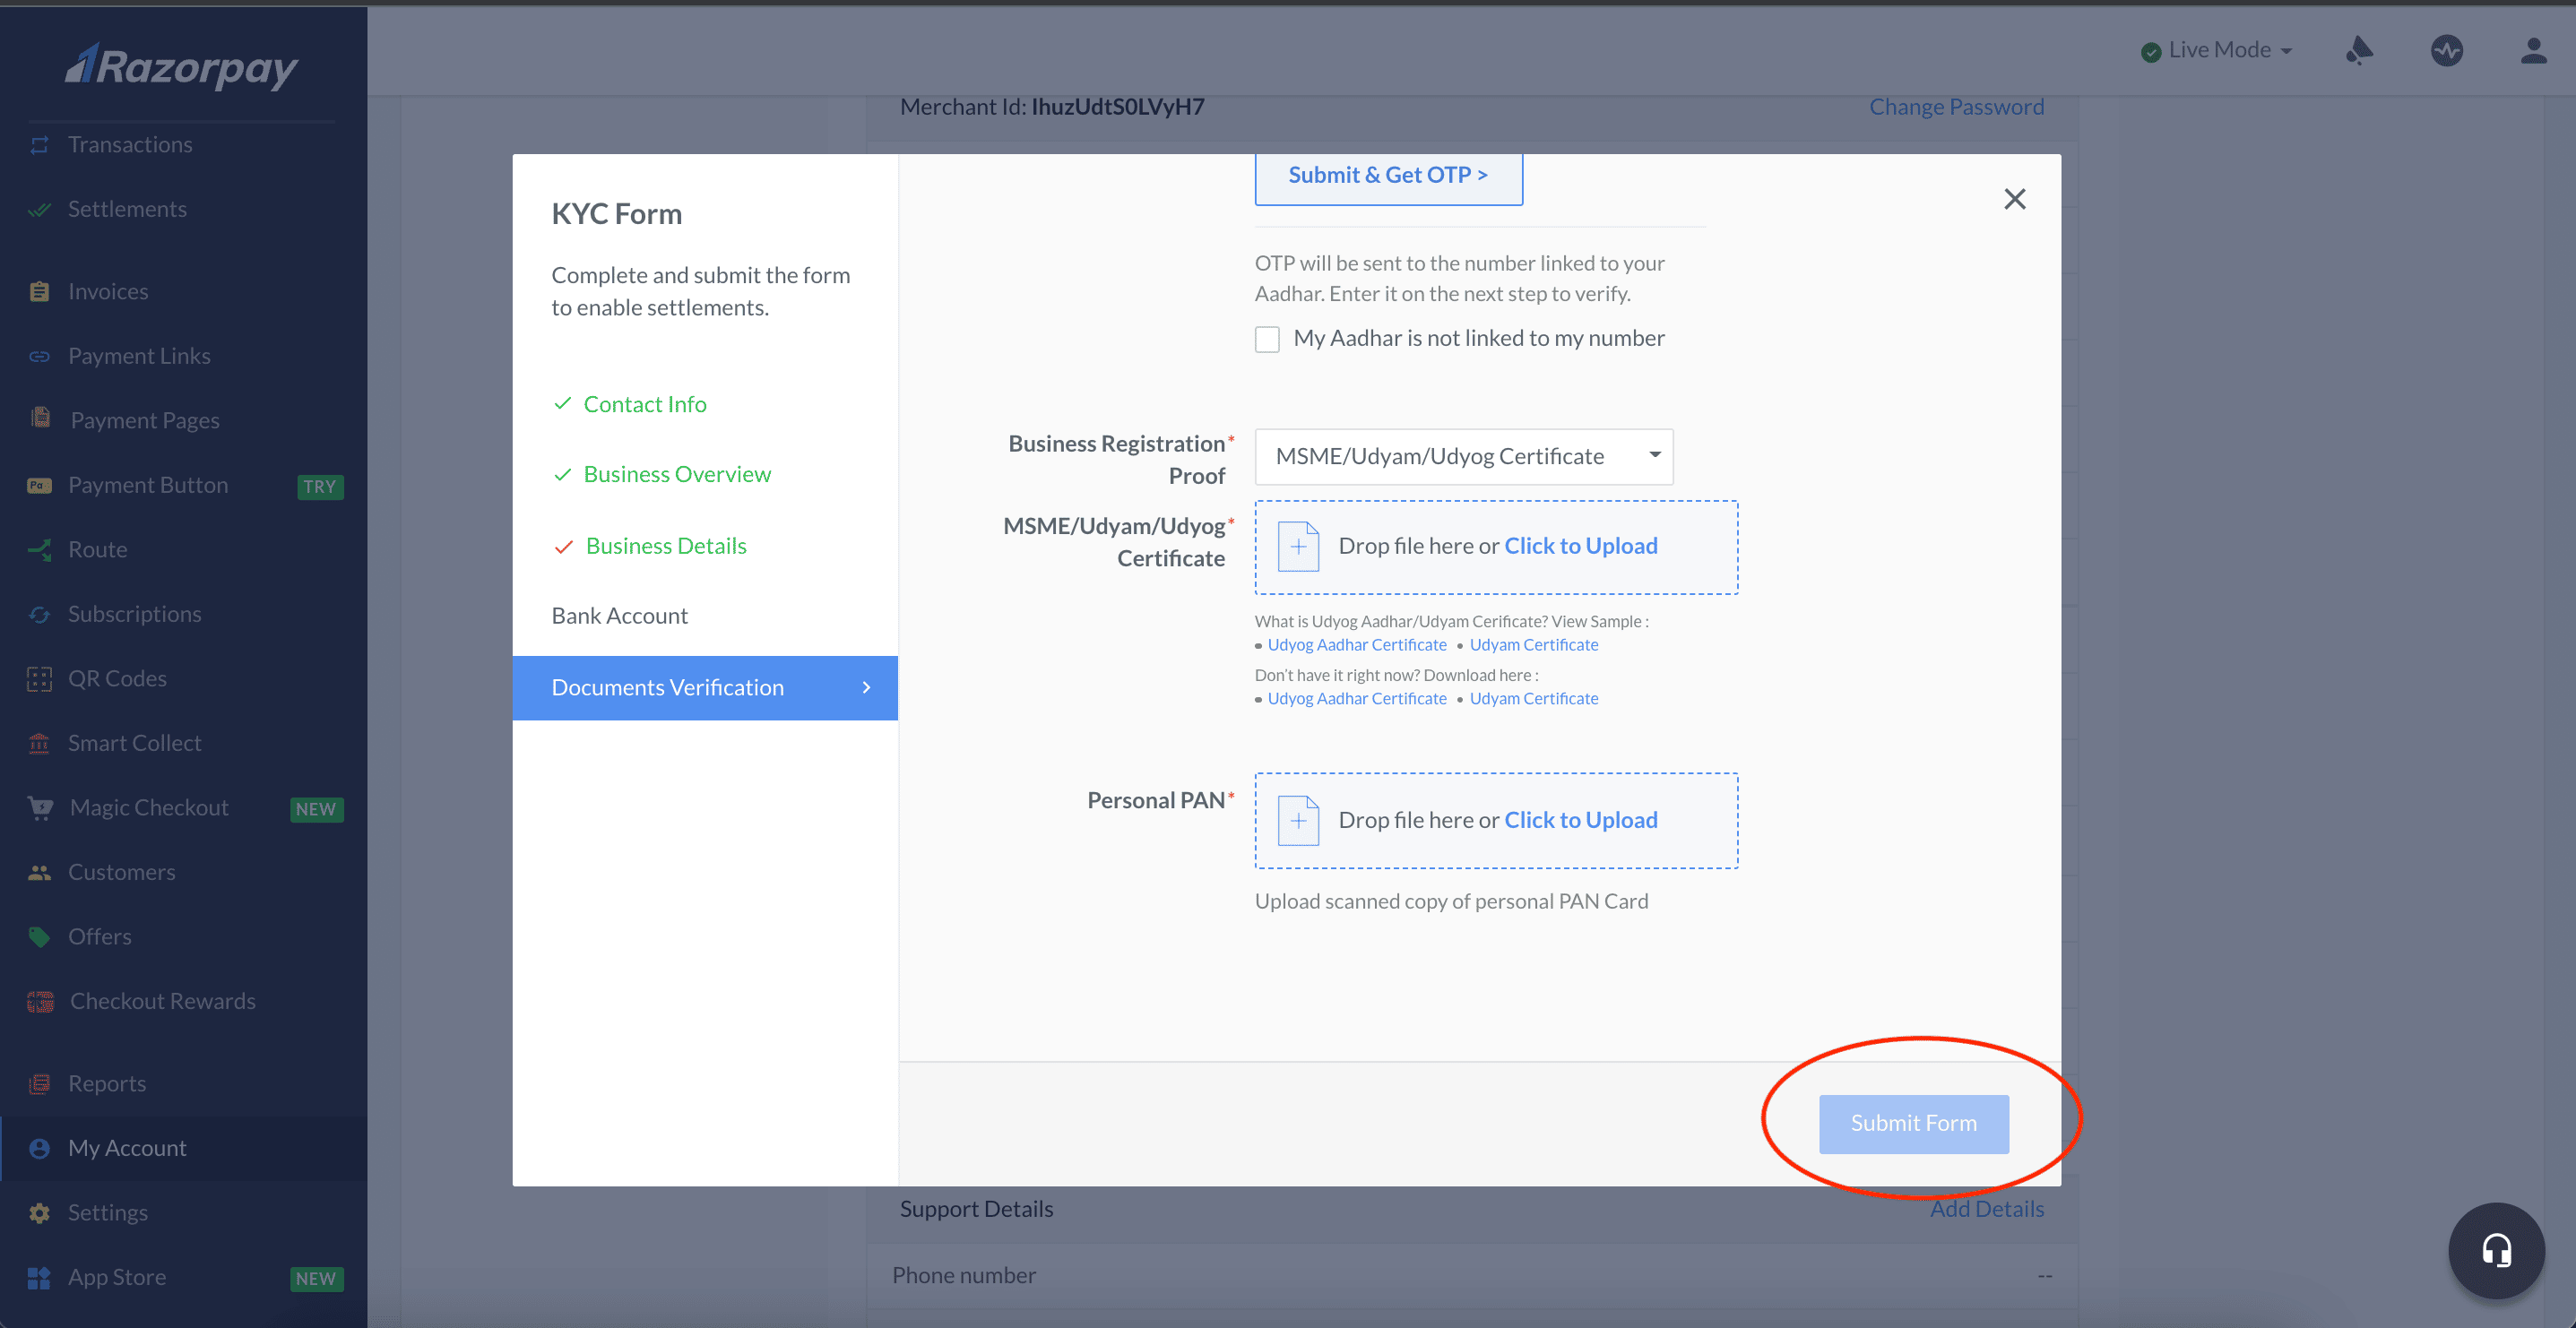 Razorpay
Transactions
Settlements
Invoices
Payment Links
Payment Pages
Payment Button TRY
Route
Subscriptions
QR Codes
Smart Collect
Magic Checkout NEW
Customers
Offers
Checkout Rewards
Reports
My Account
Settings
App Store NEW
Live Mode
Merchant Id: IhuzUdtS0LVyH7 Change Password
KYC Form
Complete and submit the form
to enable settlements.
Contact Info
Business Overview
Business Details
Bank Account
Documents Verification
Submit & Get OTP >
OTP will be sent to the number linked to your
Aadhar. Enter it on the next step to verify.
My Aadhar is not linked to my number
Business Registration*
Proof
MSME/Udyam/Udyog Certificate
MSME/Udyam/Udyog*
Certificate
Drop file here or Click to Upload
What is Udyog Aadhar/Udyam Cerificate? View Sample :
• Udyog Aadhar Certificate • Udyam Certificate
Don't have it right now? Download here :
• Udyog Aadhar Certificate • Udyam Certificate
Personal PAN*
Drop file here or Click to Upload
Upload scanned copy of personal PAN Card
Submit Form
Support Details Add Details
Phone number --